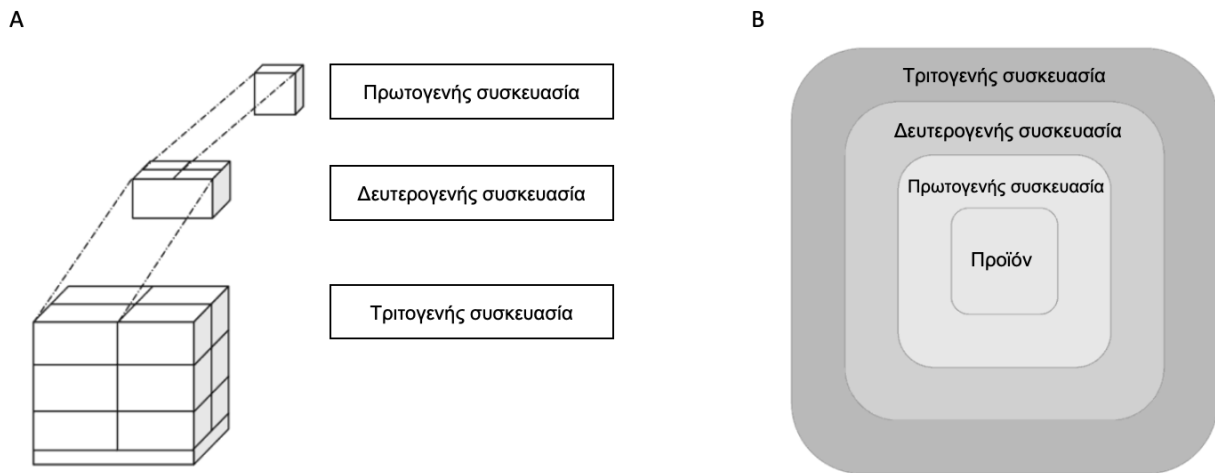 A
Πρωτογενής συσκευασία
Δευτερογενής συσκευασία
Τριτογενής συσκευασία
B
Τριτογενής συσκευασία
Δευτερογενής συσκευασία
Πρωτογενής συσκευασία
Προϊόν